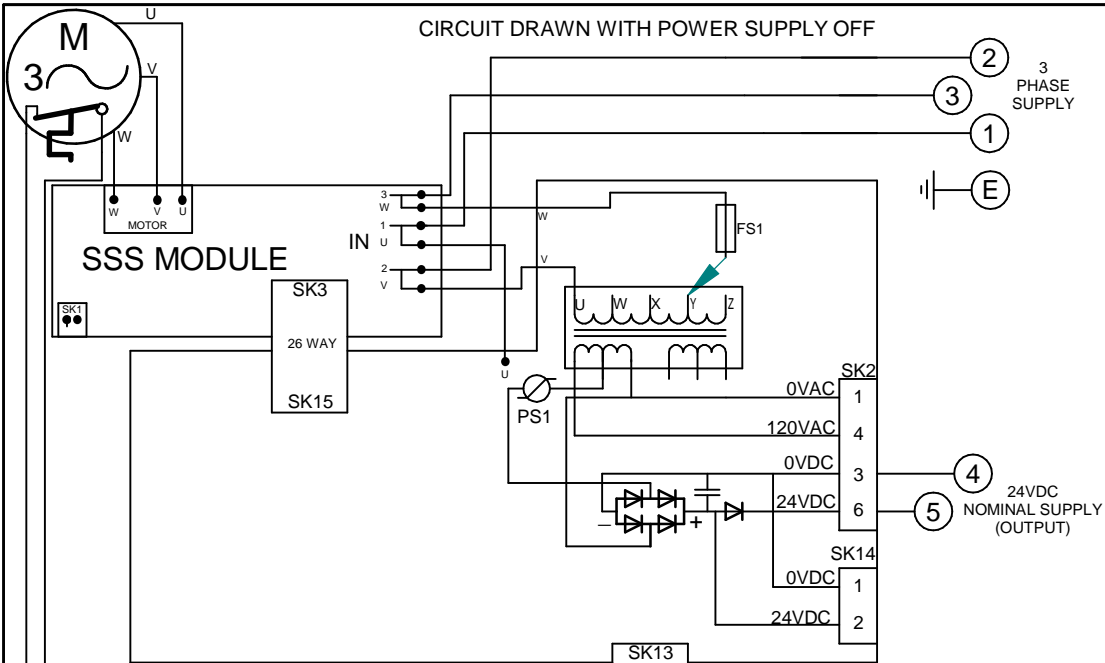 CIRCUIT DRAWN WITH POWER SUPPLY OFF
U
M
3
V
W
2
3
1
3
PHASE
SUPPLY
E
W V U
MOTOR
SSS MODULE
IN
3
W
1
U
2
V
W
V
FS1
U W X Y Z
SK1
SK3
26 WAY
SK15
U
PS1
SK2
0VAC 1
120VAC 4
0VDC 3
24VDC 6
4
5
24VDC
NOMINAL SUPPLY
(OUTPUT)
– +
SK14
0VDC 1
24VDC 2
SK13